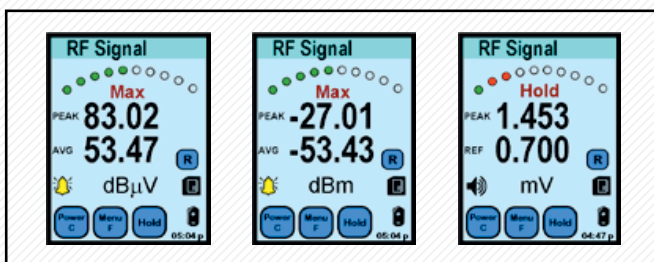 RF Signal
Max
PEAK 83.02
AVG 53.47 R
dBμV
Power C Menu F Hold
05:04 p
RF Signal
Max
PEAK -27.01
AVG -53.43 R
dBm
Power C Menu F Hold
05:04 p
RF Signal
Hold
PEAK 1.453
REF 0.700 R
mV
Power C Menu F Hold
04:47 p